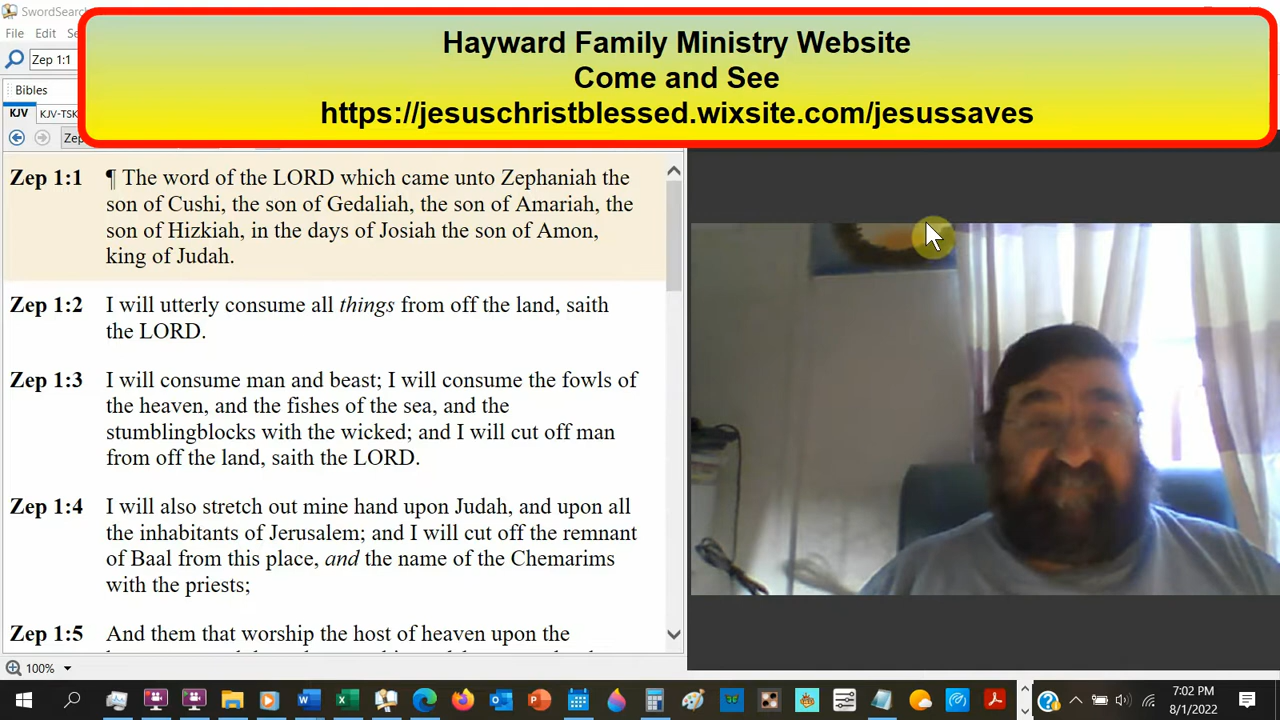 SwordSear
Hayward Family Ministry Website
Come and See
https://jesuschristblessed.wixsite.com/jesussaves
File Edit Se
Zep 1:1
Bibles
KJV KJV-TSK
Zep
Zep 1:1 ¶ The word of the LORD which came unto Zephaniah the
son of Cushi, the son of Gedaliah, the son of Amariah, the
son of Hizkiah, in the days of Josiah the son of Amon,
king of Judah.
Zep 1:2 I will utterly consume all things from off the land, saith
the LORD.
Zep 1:3 I will consume man and beast; I will consume the fowls of
the heaven, and the fishes of the sea, and the
stumblingblocks with the wicked; and I will cut off man
from off the land, saith the LORD.
Zep 1:4 I will also stretch out mine hand upon Judah, and upon all
the inhabitants of Jerusalem; and I will cut off the remnant
of Baal from this place, and the name of the Chemarims
with the priests;
Zep 1:5 And them that worship the host of heaven upon the
100%
7:02 PM
8/1/2022